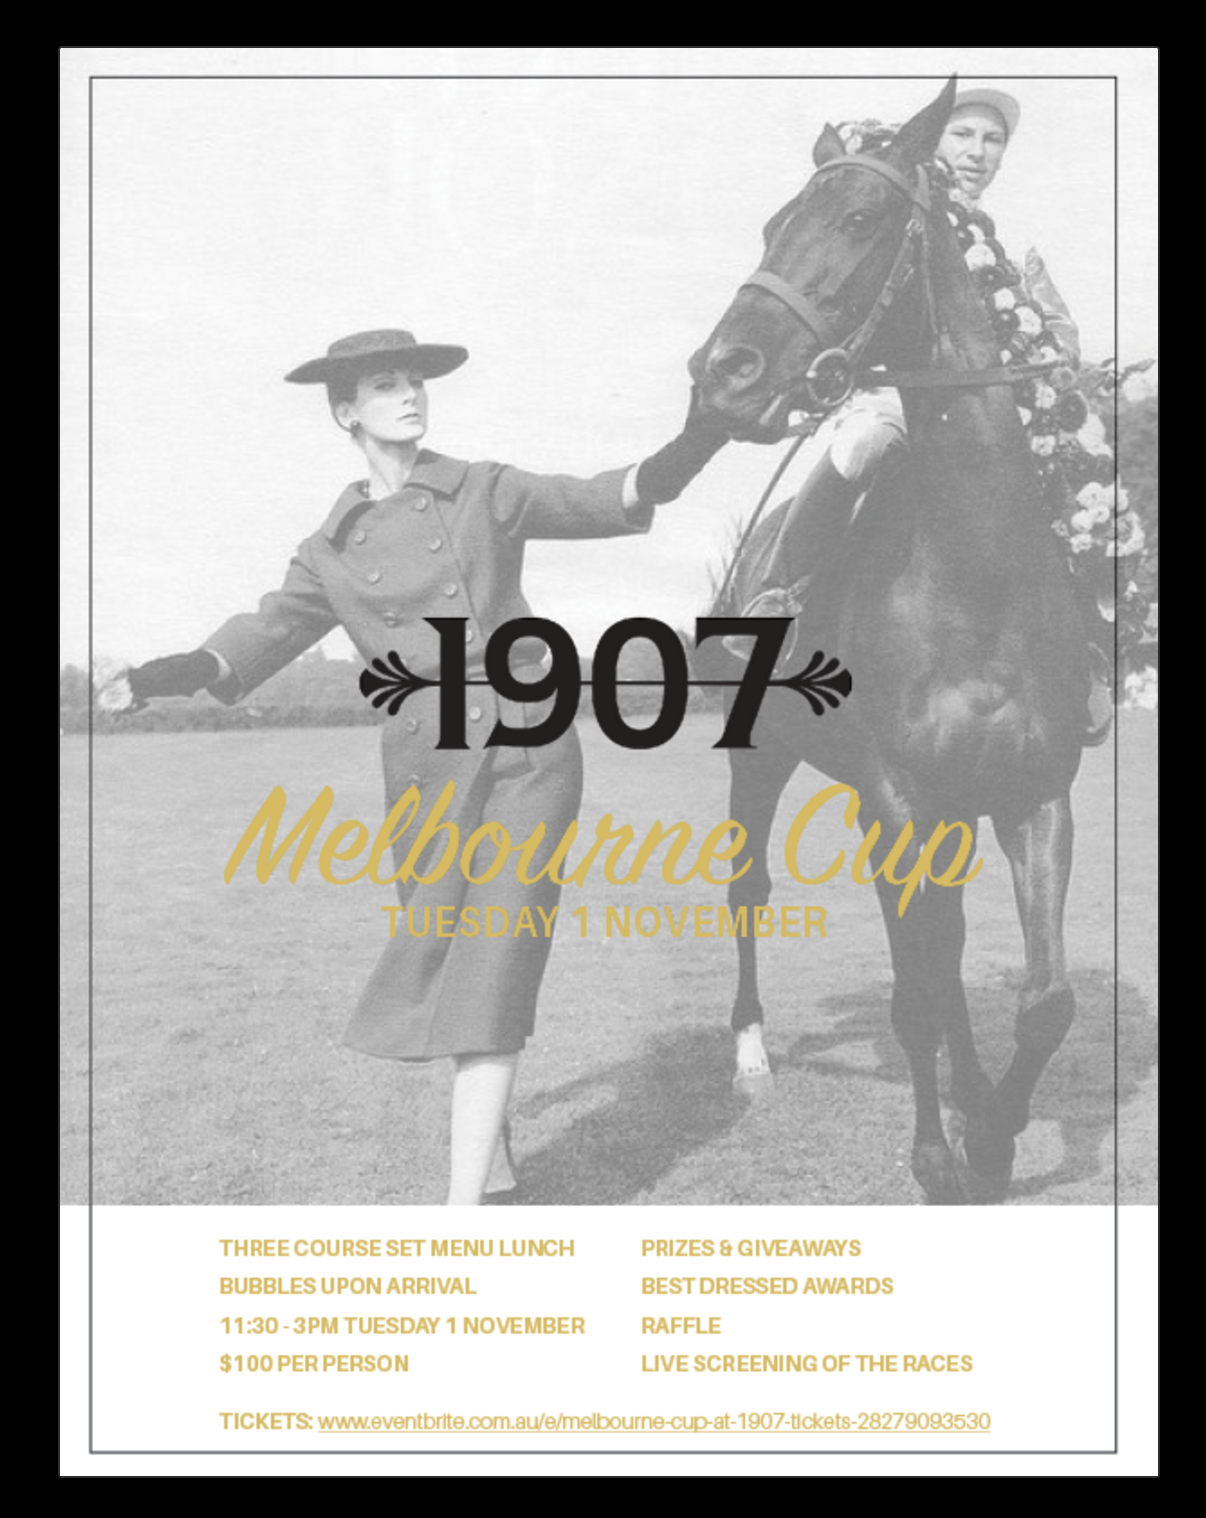 1907
Melbourne Cup
TUESDAY 1 NOVEMBER
THREE COURSE SET MENU LUNCH
BUBBLES UPON ARRIVAL
11:30 - 3PM TUESDAY 1 NOVEMBER
$100 PER PERSON
PRIZES & GIVEAWAYS
BEST DRESSED AWARDS
RAFFLE
LIVE SCREENING OF THE RACES
TICKETS: www.eventbrite.com.au/e/melbourne-cup-at-1907-tickets-28279093530